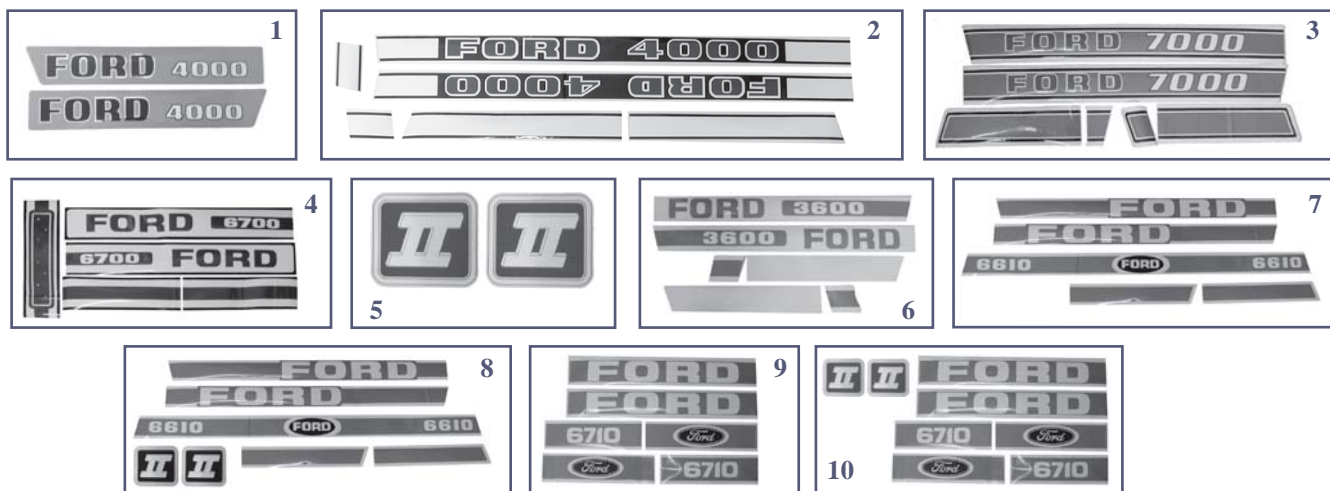 1
FORD 4000
FORD 4000
2
FORD 4000
FORD 4000
3
FORD 7000
FORD 7000
4
FORD 6700
6700 FORD
5
II II
6
FORD 3600
3600 FORD
7
FORD
FORD
6610 FORD 6610
8
FORD
FORD
6610 FORD 6610
II II
9
FORD
FORD
6710 Ford
Ford 6710
10
II II
FORD
FORD
6710 Ford
Ford 6710